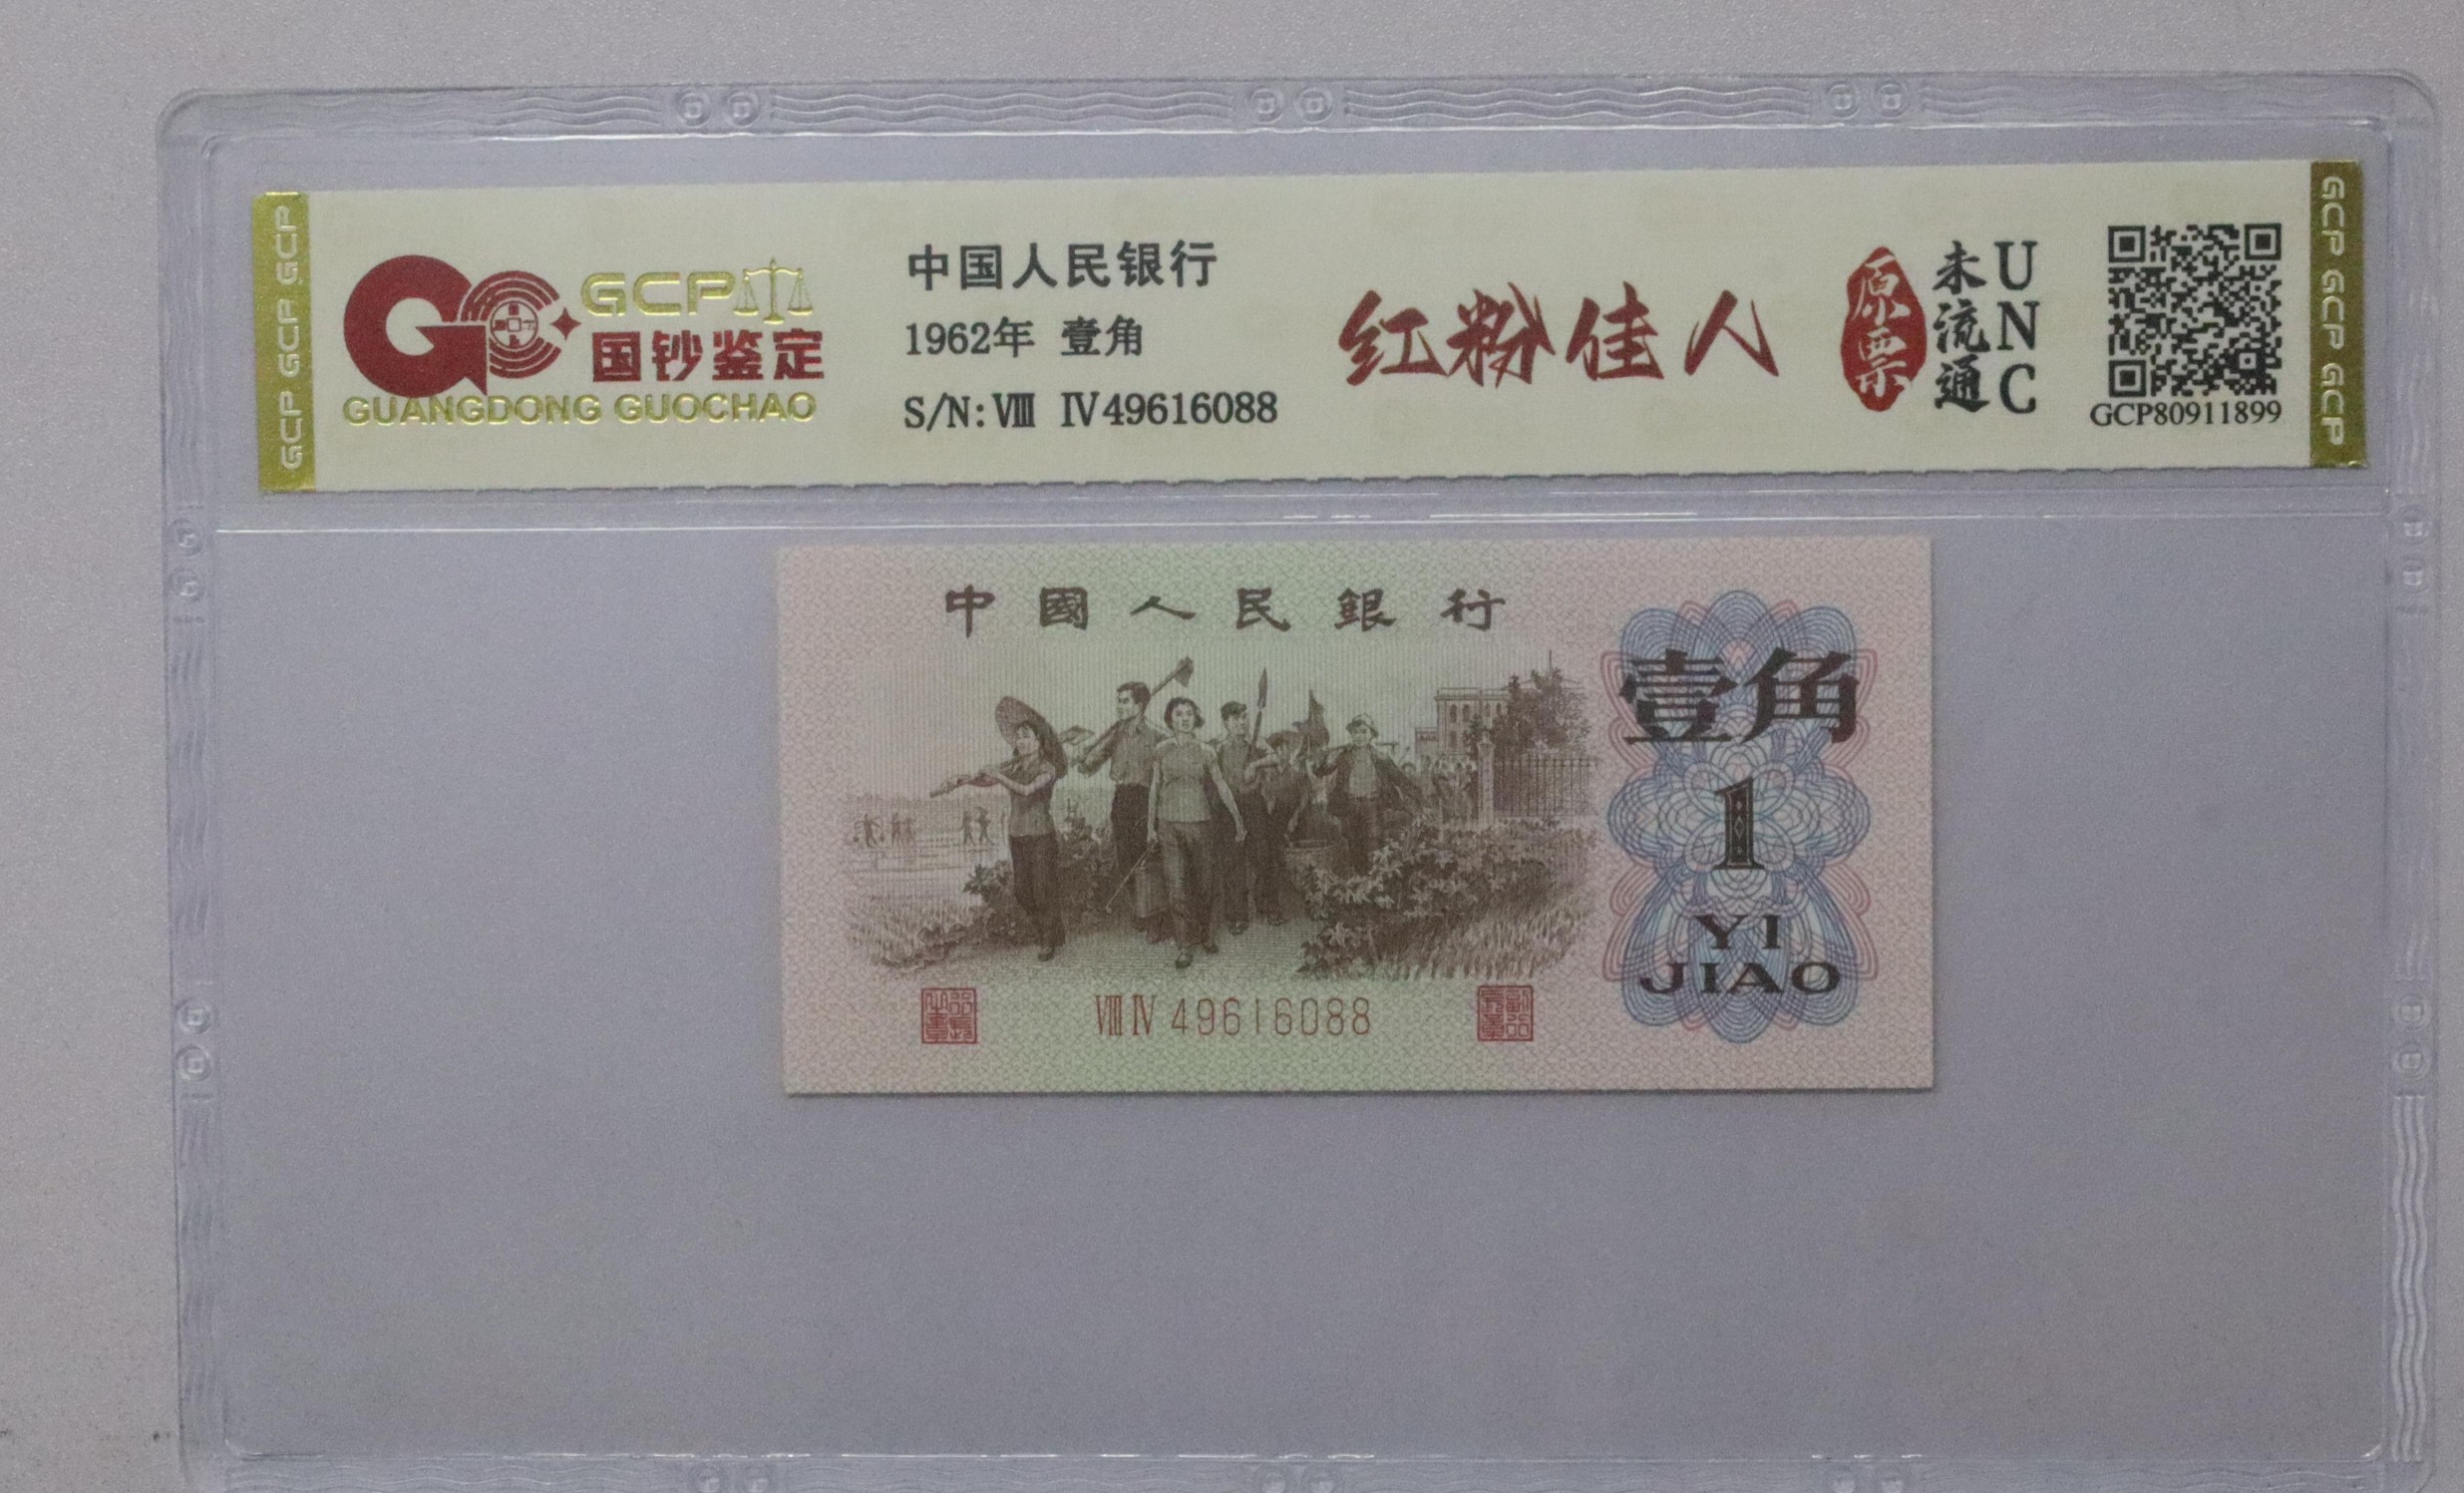 GCP GCP GCP
GCP
国钞鉴定
GUANGDONG GUOCHAO
中国人民银行
1962年 壹角
S/N: Ⅷ Ⅳ49616088
红粉佳人
原票
未流通
UNC
GCP80911899
GCP GCP GCP
中國人民銀行
壹角
1
YI
JIAO
ⅧⅣ 49616088